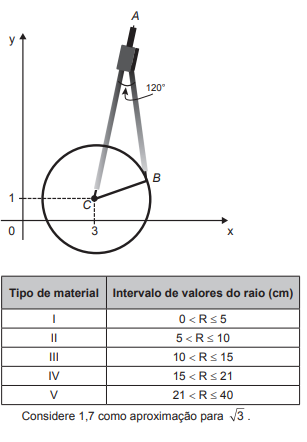 A
y
120°
B
1
C
0
3
x
Tipo de material Intervalo de valores do raio (cm)
I 0 < R ≤ 5
II 5 < R ≤ 10
III 10 < R ≤ 15
IV 15 < R ≤ 21
V 21 < R ≤ 40
Considere 1,7 como aproximação para √3 .